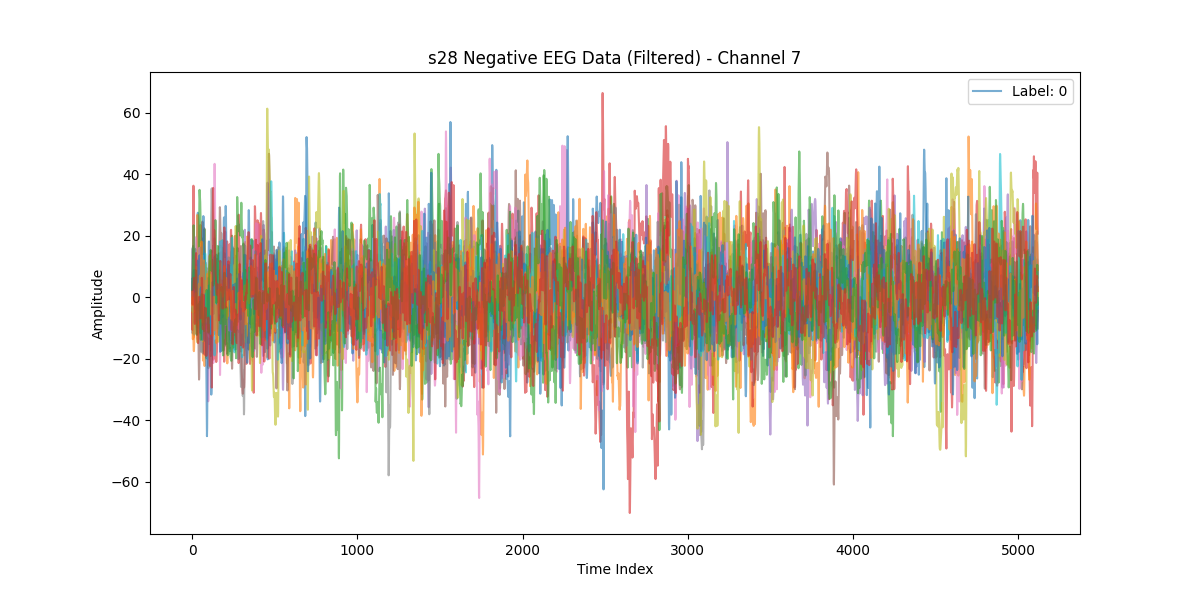 s28 Negative EEG Data (Filtered) - Channel 7
Label: 0
Amplitude
60
40
20
0
−20
−40
−60
0 1000 2000 3000 4000 5000
Time Index